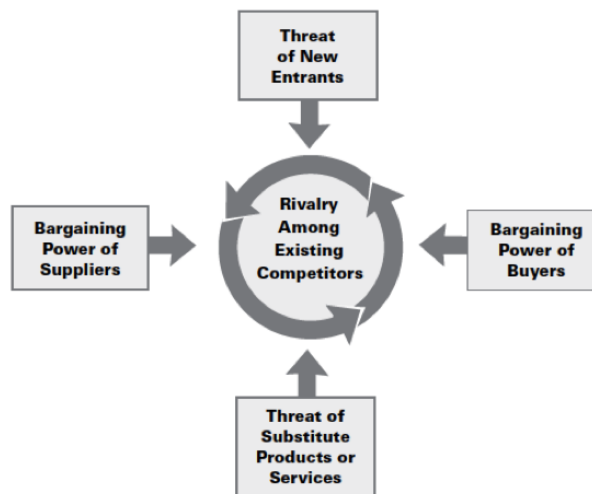 Threat
of New
Entrants
Rivalry
Among
Existing
Competitors
Bargaining
Power of
Suppliers
Bargaining
Power of
Buyers
Threat of
Substitute
Products or
Services